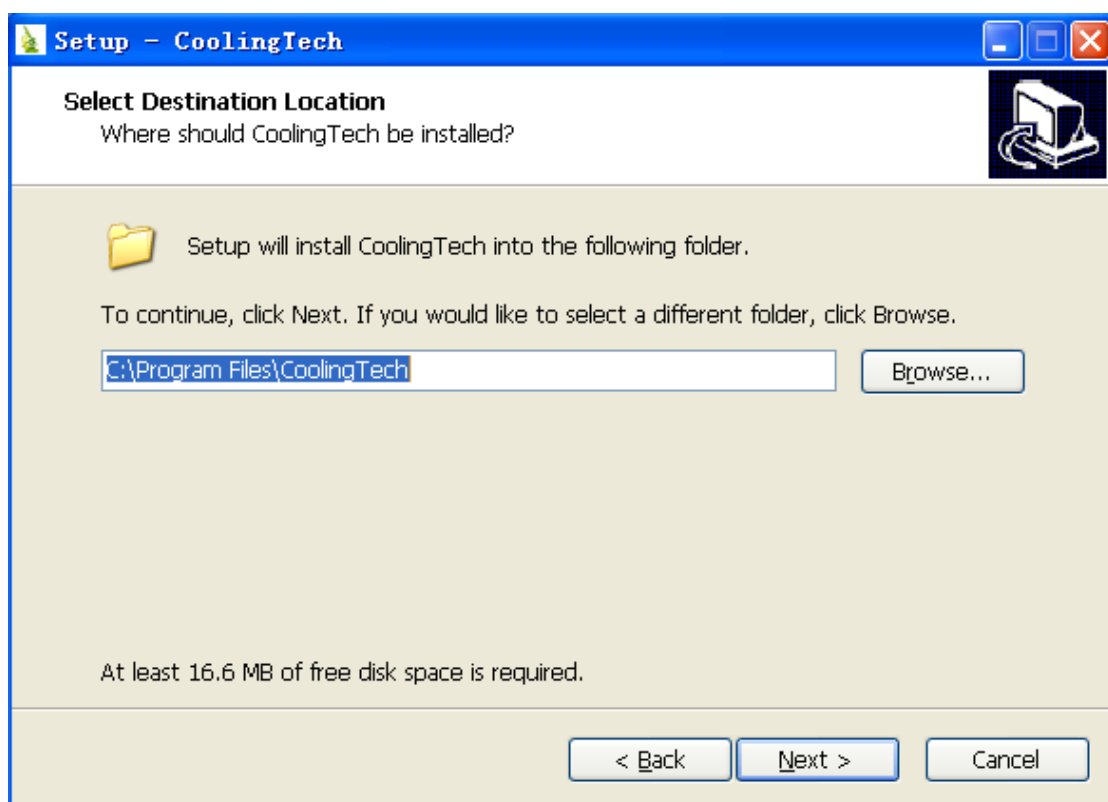 Setup - CoolingTech
Select Destination Location
Where should CoolingTech be installed?
Setup will install CoolingTech into the following folder.
To continue, click Next. If you would like to select a different folder, click Browse.
C:\Program Files\CoolingTech
Browse...
At least 16.6 MB of free disk space is required.
< Back
Next >
Cancel